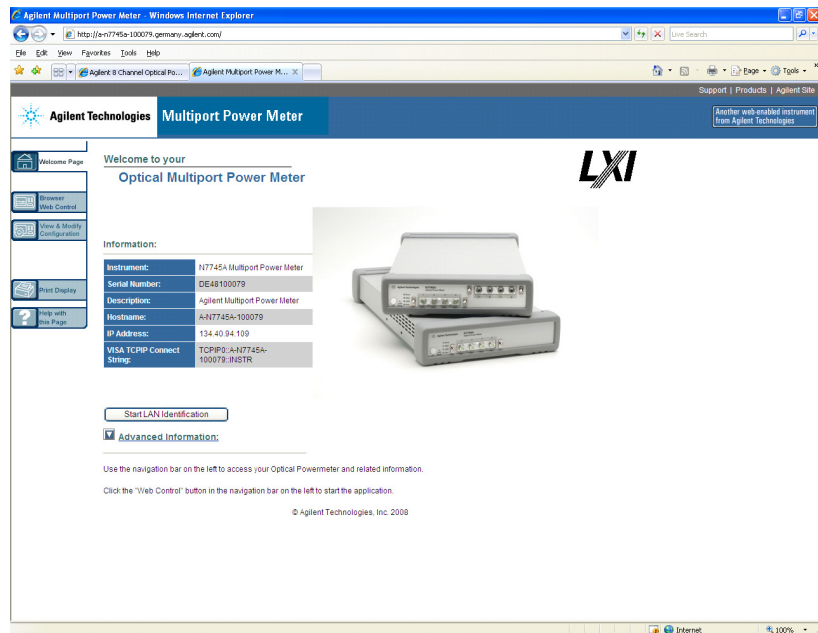 Agilent Multiport Power Meter - Windows Internet Explorer
http://a-n7745a-100079.germany.agilent.com/
Live Search
File Edit View Favorites Tools Help
Agilent 8 Channel Optical Po...
Agilent Multiport Power M... X
Page
Tools
Support | Products | Agilent Site
Agilent Technologies
Multiport Power Meter
Another web-enabled instrument
from Agilent Technologies
Welcome Page
Browser
Web Control
View & Modify
Configuration
Print Display
Help with
this Page
Welcome to your
Optical Multiport Power Meter
LXI
Information:
Instrument: N7745A Multiport Power Meter
Serial Number: DE48100079
Description: Agilent Multiport Power Meter
Hostname: A-N7745A-100079
IP Address: 134.40.94.109
VISA TCPIP Connect TCPIP0::A-N7745A-
String: 100079::INSTR
Start LAN Identification
Advanced Information:
Use the navigation bar on the left to access your Optical Powermeter and related information.
Click the "Web Control" button in the navigation bar on the left to start the application.
© Agilent Technologies, Inc. 2008
Internet
100%